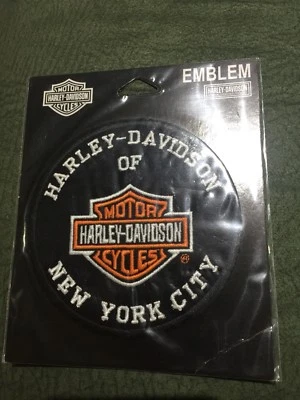 MOTOR
HARLEY-DAVIDSON
CYCLES
EMBLEM
HARLEY-DAVIDSON
HARLEY-DAVIDSON
OF
MOTOR
HARLEY-DAVIDSON
CYCLES
®
NEW YORK CITY